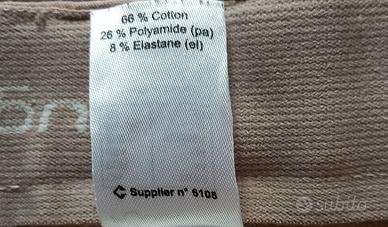 66 % Cotton
26 % Polyamide (pa)
8 % Elastane (el)
Supplier n° 6108
subito